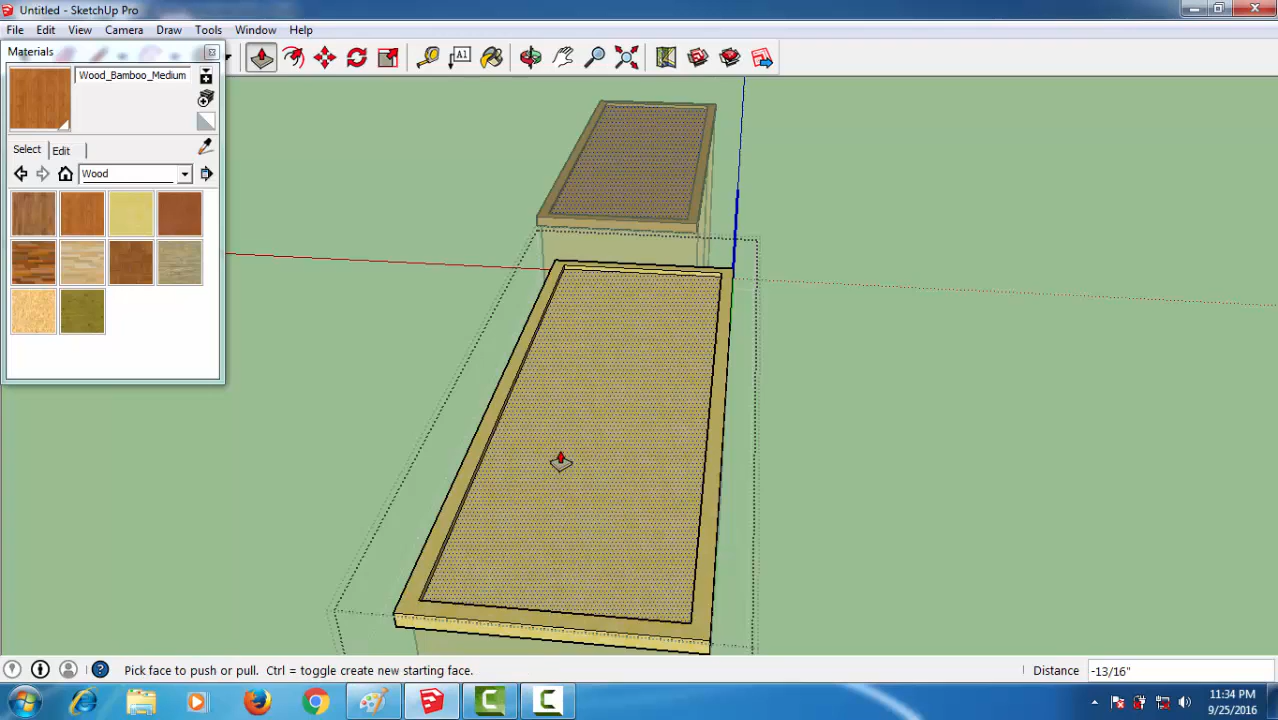 Untitled - SketchUp Pro
File Edit View Camera Draw Tools Window Help
Materials
A1
Wood_Bamboo_Medium
Select Edit
Wood
Pick face to push or pull. Ctrl = toggle create new starting face.
Distance -13/16"
11:34 PM
9/25/2016